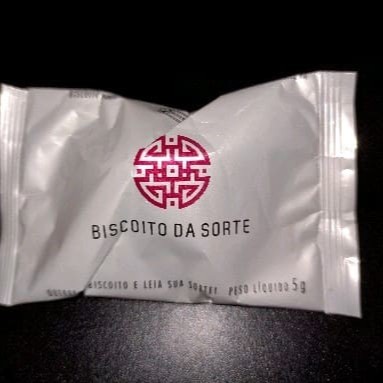 BISCOITO DA SORTE
BISCOITO E LEIA SUA SORTE! PESO LÍQUIDO 5g